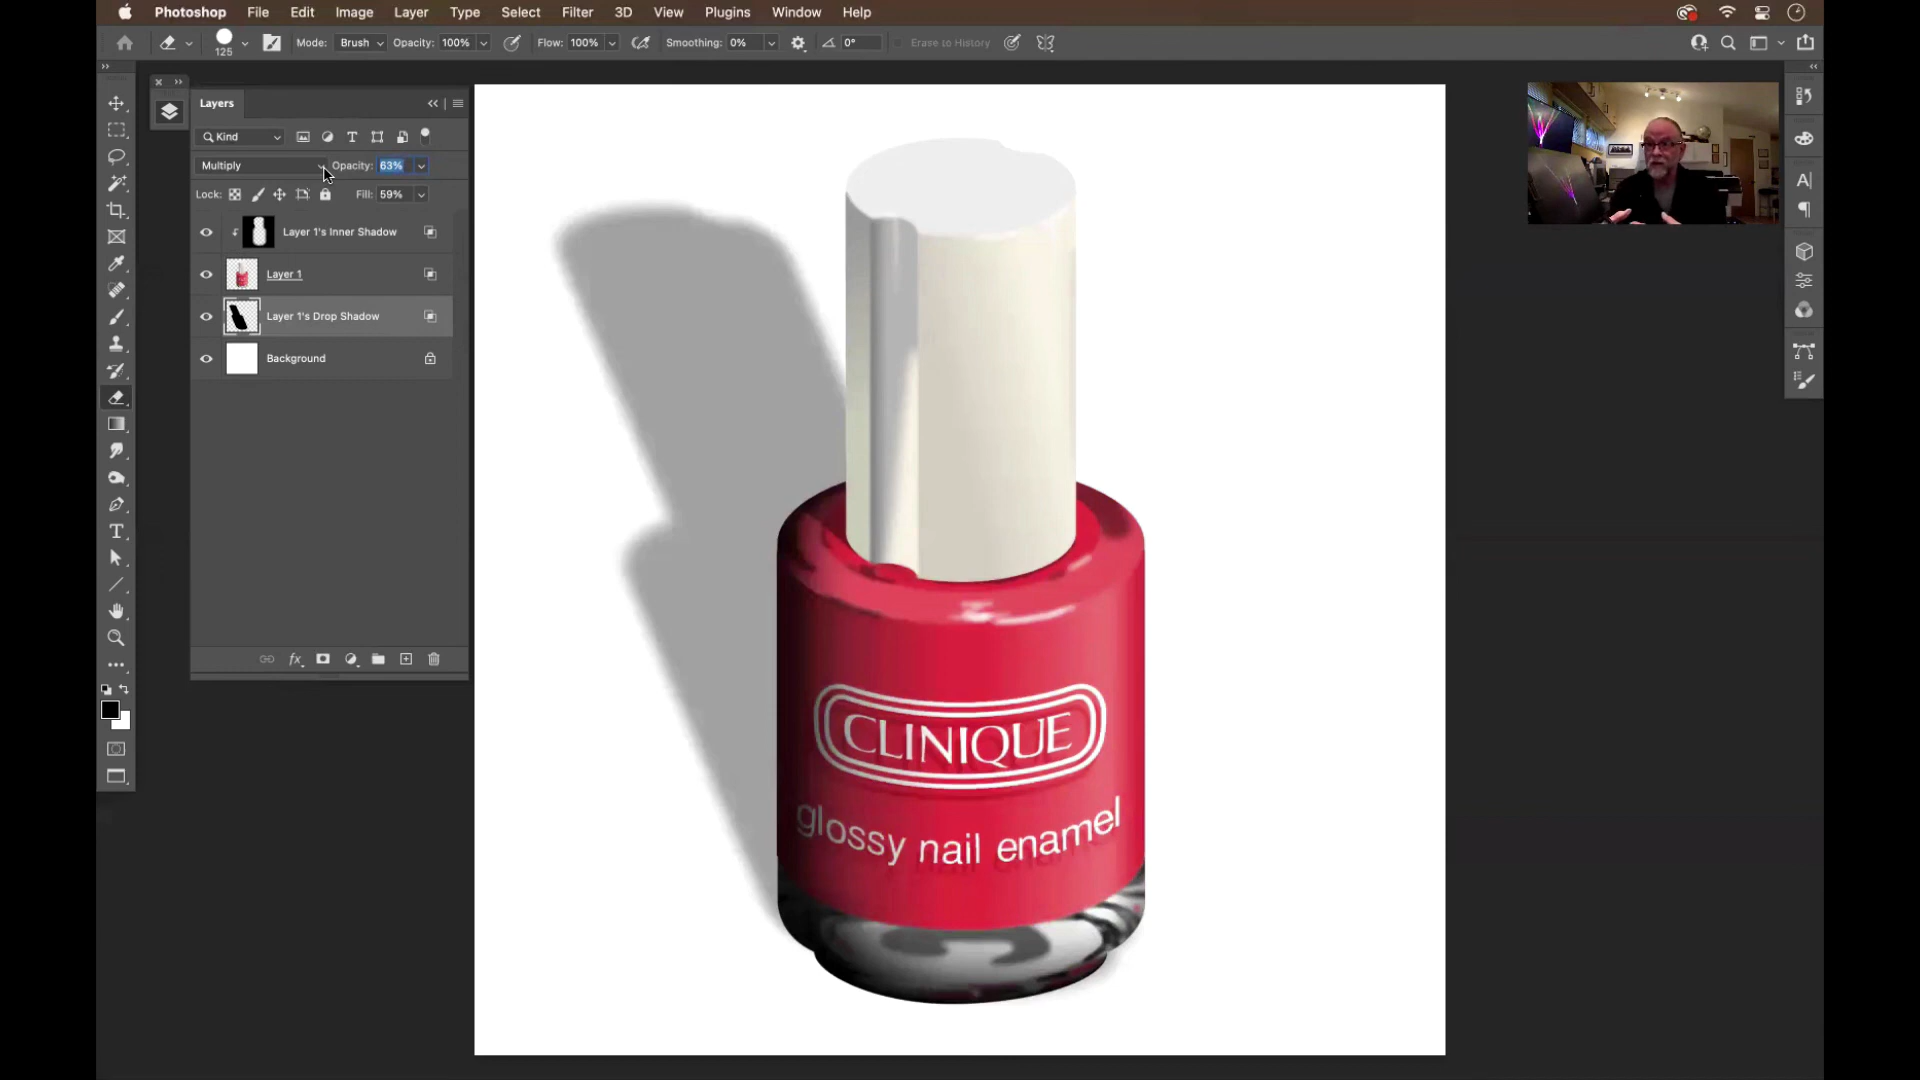 Photoshop File Edit Image Layer Type Select Filter 3D View Plugins Window Help
125 Mode: Brush Opacity: 100% Flow: 100% Smoothing: 0% 0° Erase to History
Layers
Kind
Multiply Opacity: 63%
Lock: Fill: 59%
Layer 1's Inner Shadow
Layer 1
Layer 1's Drop Shadow
Background
fx
CLINIQUE
glossy nail enamel